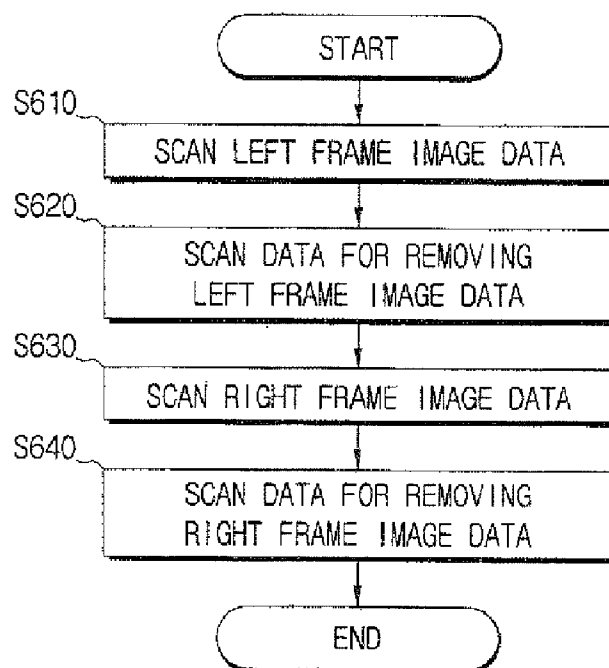 START
S610
SCAN LEFT FRAME IMAGE DATA
S620
SCAN DATA FOR REMOVING
LEFT FRAME IMAGE DATA
S630
SCAN RIGHT FRAME IMAGE DATA
S640
SCAN DATA FOR REMOVING
RIGHT FRAME IMAGE DATA
END